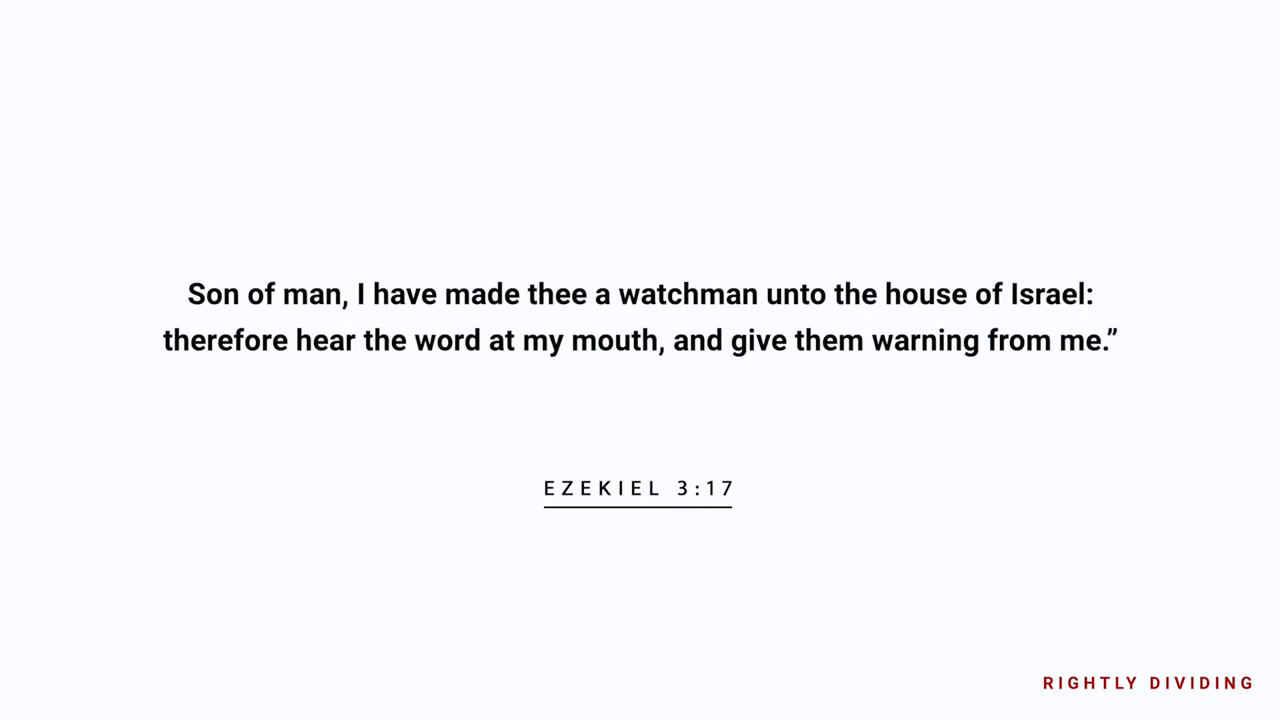 Son of man, I have made thee a watchman unto the house of Israel:
therefore hear the word at my mouth, and give them warning from me.”
EZEKIEL 3:17
RIGHTLY DIVIDING